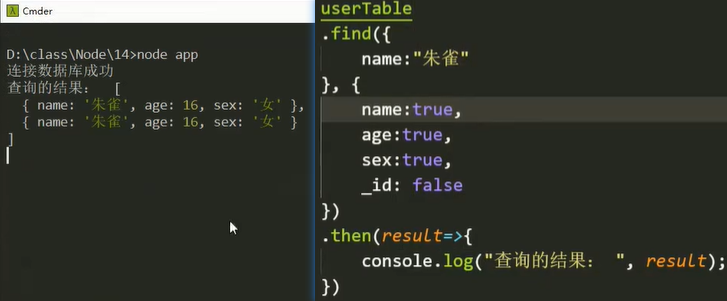 Cmder
D:\class\Node\14>node app
连接数据库成功
查询的结果： [
  { name: '朱雀', age: 16, sex: '女' },
  { name: '朱雀', age: 16, sex: '女' }
]
userTable
.find({
    name:"朱雀"
}, {
    name:true,
    age:true,
    sex:true,
    _id: false
})
.then(result=>{
    console.log("查询的结果： ", result);
})